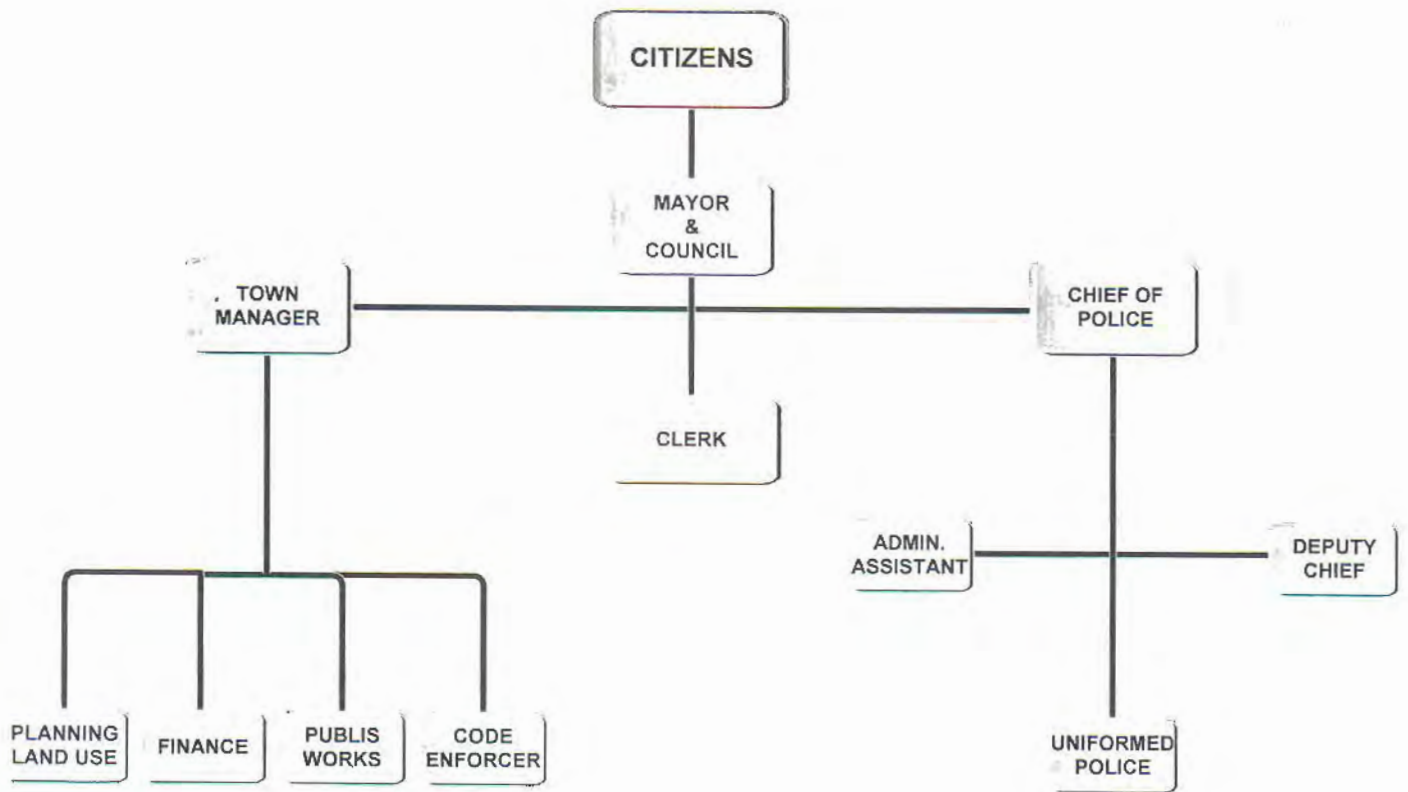 CITIZENS
MAYOR
&
COUNCIL
TOWN
MANAGER
CHIEF OF
POLICE
CLERK
ADMIN.
ASSISTANT
DEPUTY
CHIEF
PLANNING
LAND USE
FINANCE
PUBLIS
WORKS
CODE
ENFORCER
UNIFORMED
POLICE